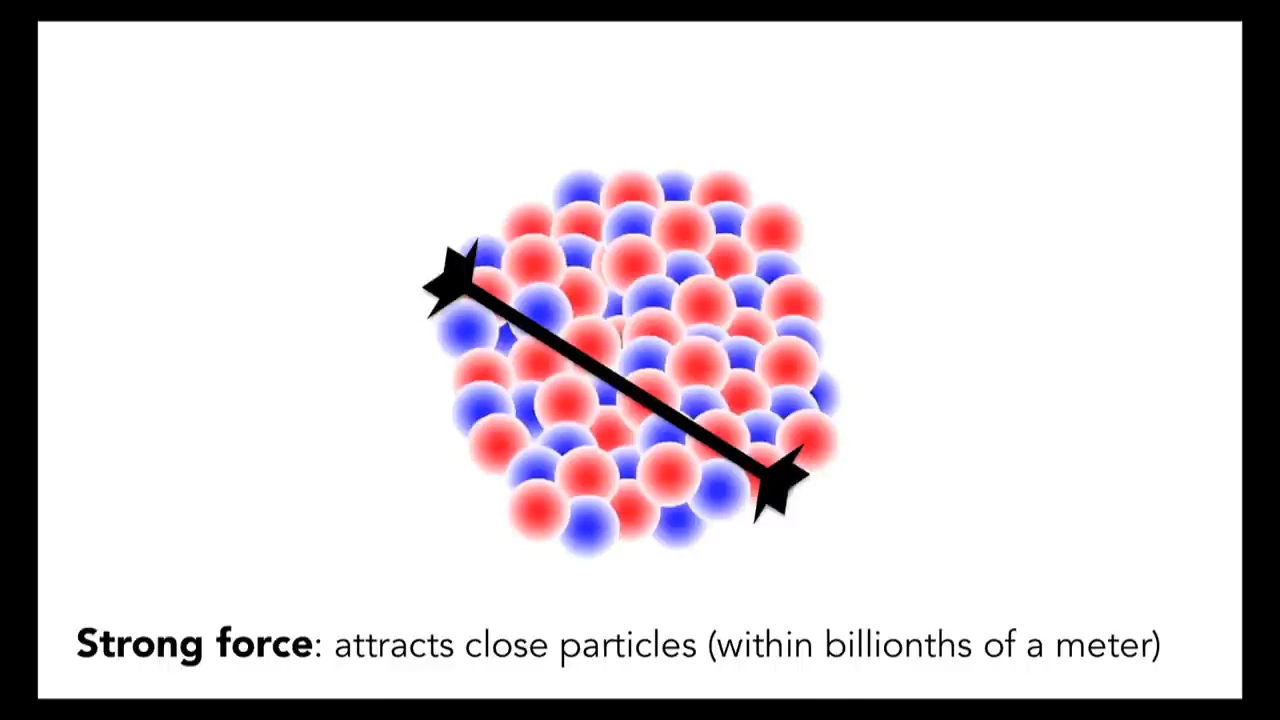 Strong force: attracts close particles (within billionths of a meter)